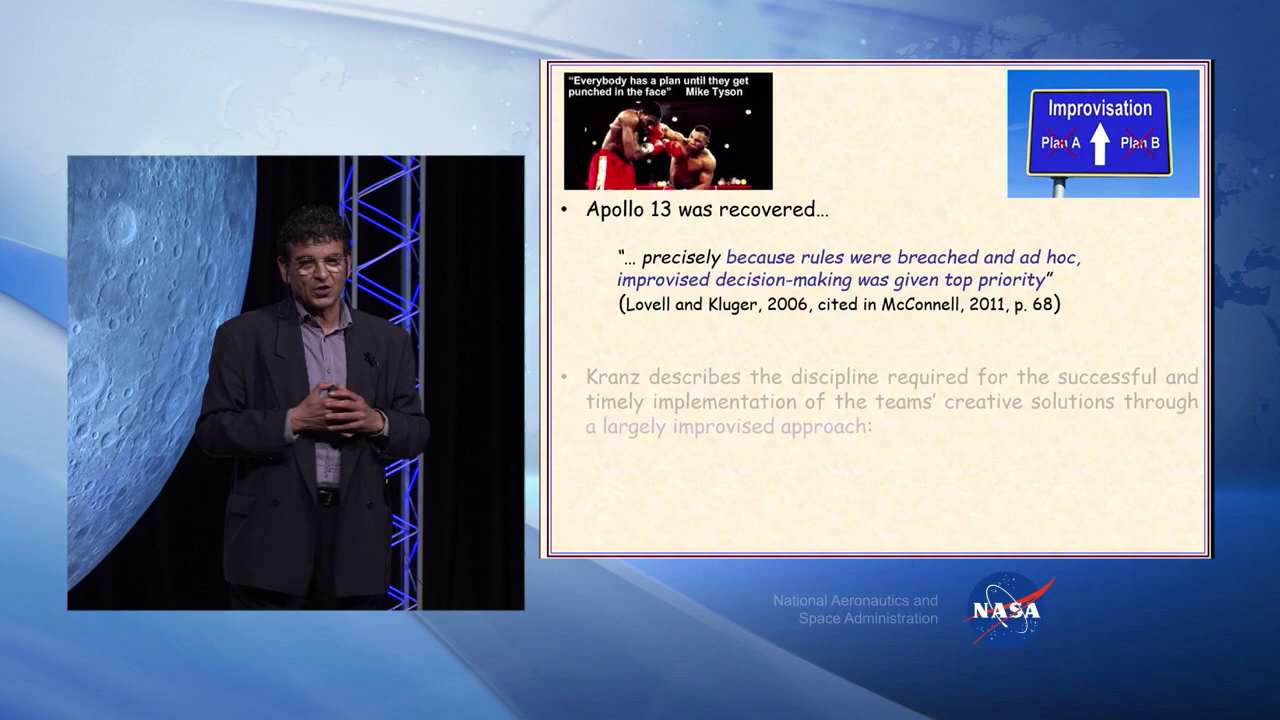 “Everybody has a plan until they get
punched in the face” Mike Tyson
Improvisation
Plan A
Plan B
• Apollo 13 was recovered…
“… precisely because rules were breached and ad hoc,
improvised decision-making was given top priority”
(Lovell and Kluger, 2006, cited in McConnell, 2011, p. 68)
• Kranz describes the discipline required for the successful and
timely implementation of the teams’ creative solutions through
a largely improvised approach:
National Aeronautics and
Space Administration
NASA